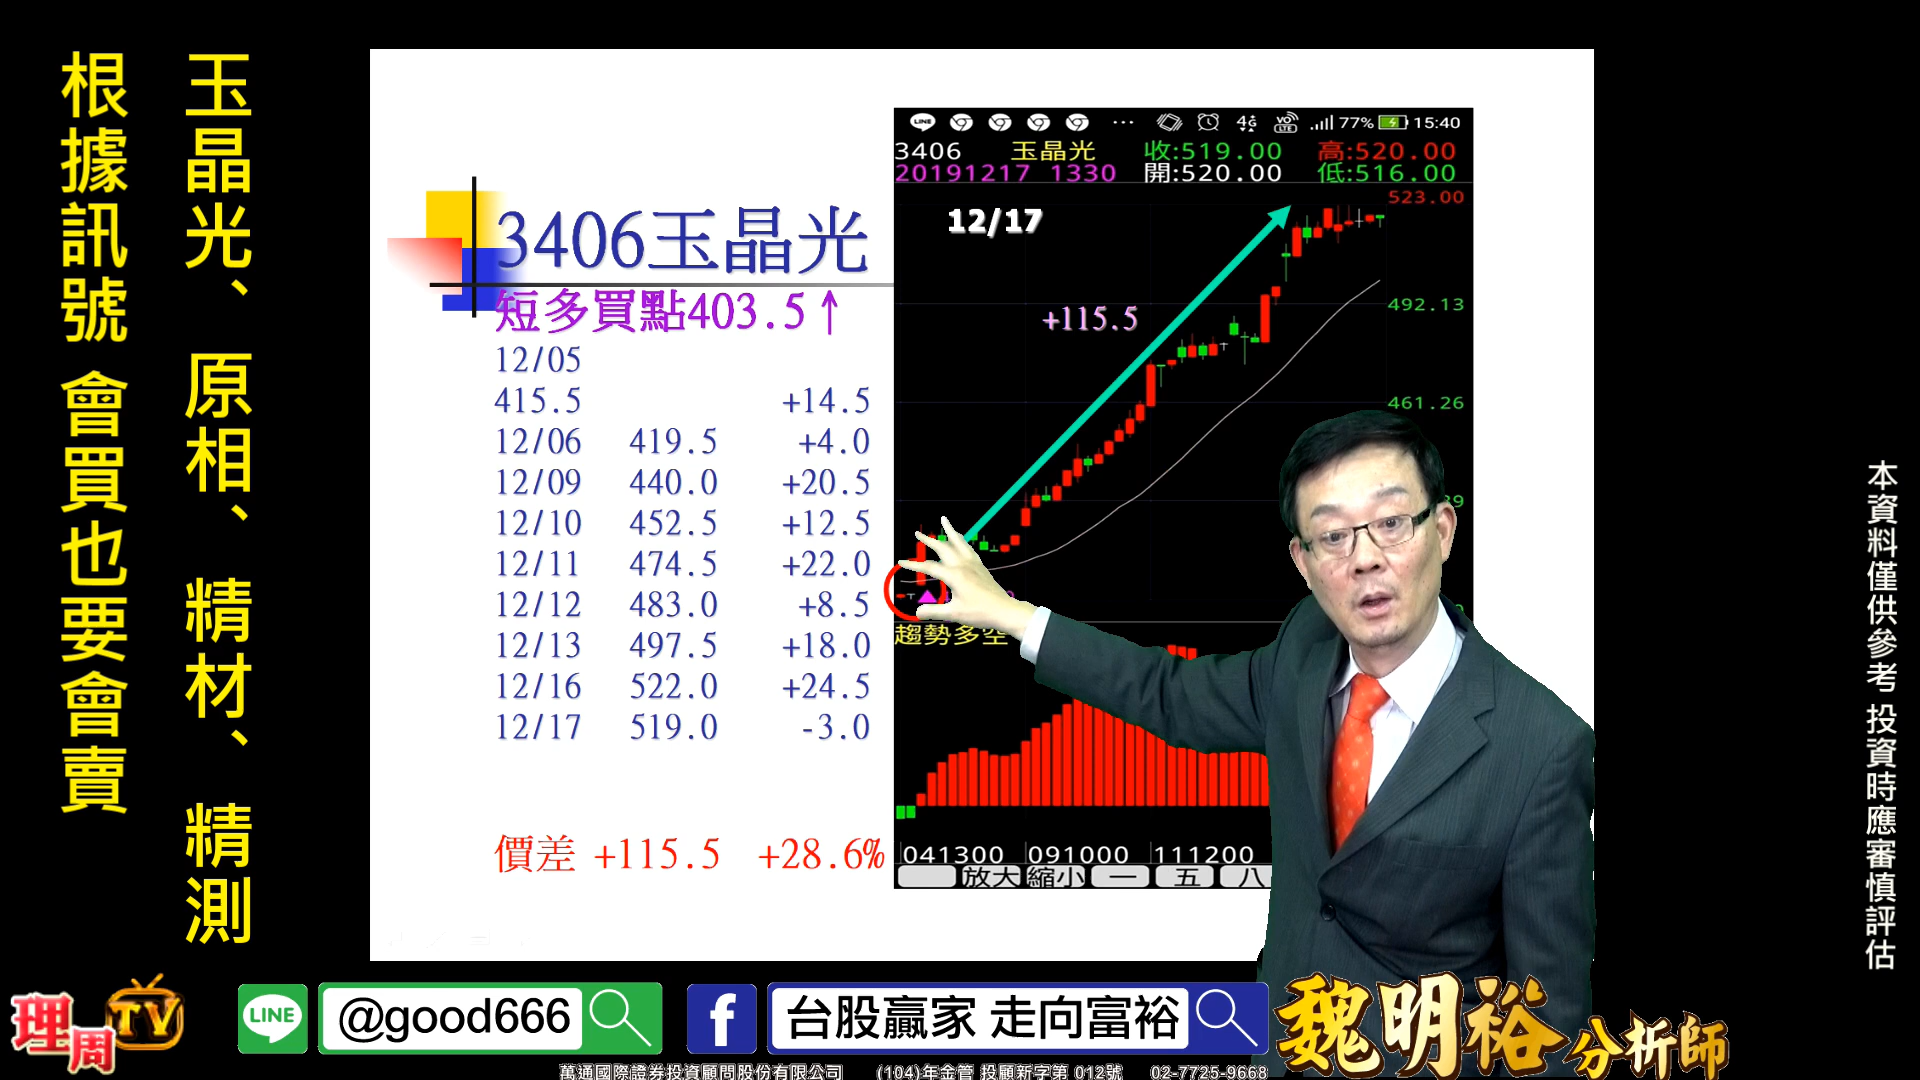 玉晶光、原相、精材、精測
根據訊號 會買也要會賣
3406玉晶光
短多買點403.5↑
12/05
415.5 +14.5
12/06 419.5 +4.0
12/09 440.0 +20.5
12/10 452.5 +12.5
12/11 474.5 +22.0
12/12 483.0 +8.5
12/13 497.5 +18.0
12/16 522.0 +24.5
12/17 519.0 -3.0
價差 +115.5 +28.6%
LINE ... 4G VO LTE 77% 15:40
3406 玉晶光 收:519.00 高:520.00
20191217 1330 開:520.00 低:516.00
523.00
12/17
492.13
+115.5
461.26
趨勢多空
041300 091000 111200
放大 縮小 一 五 八
本資料僅供參考 投資時應審慎評估
理周TV
LINE @good666
f 台股贏家 走向富裕
魏明裕分析師
萬通國際證券投資顧問股份有限公司 (104)年金管 投顧新字第 012號 02-7725-9668